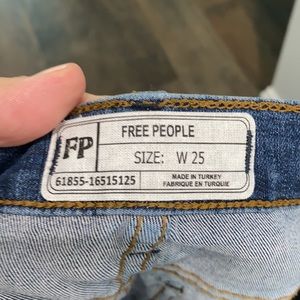 FP
FREE PEOPLE
SIZE: W 25
61855-16515125
MADE IN TURKEY
FABRIQUE EN TURQUIE